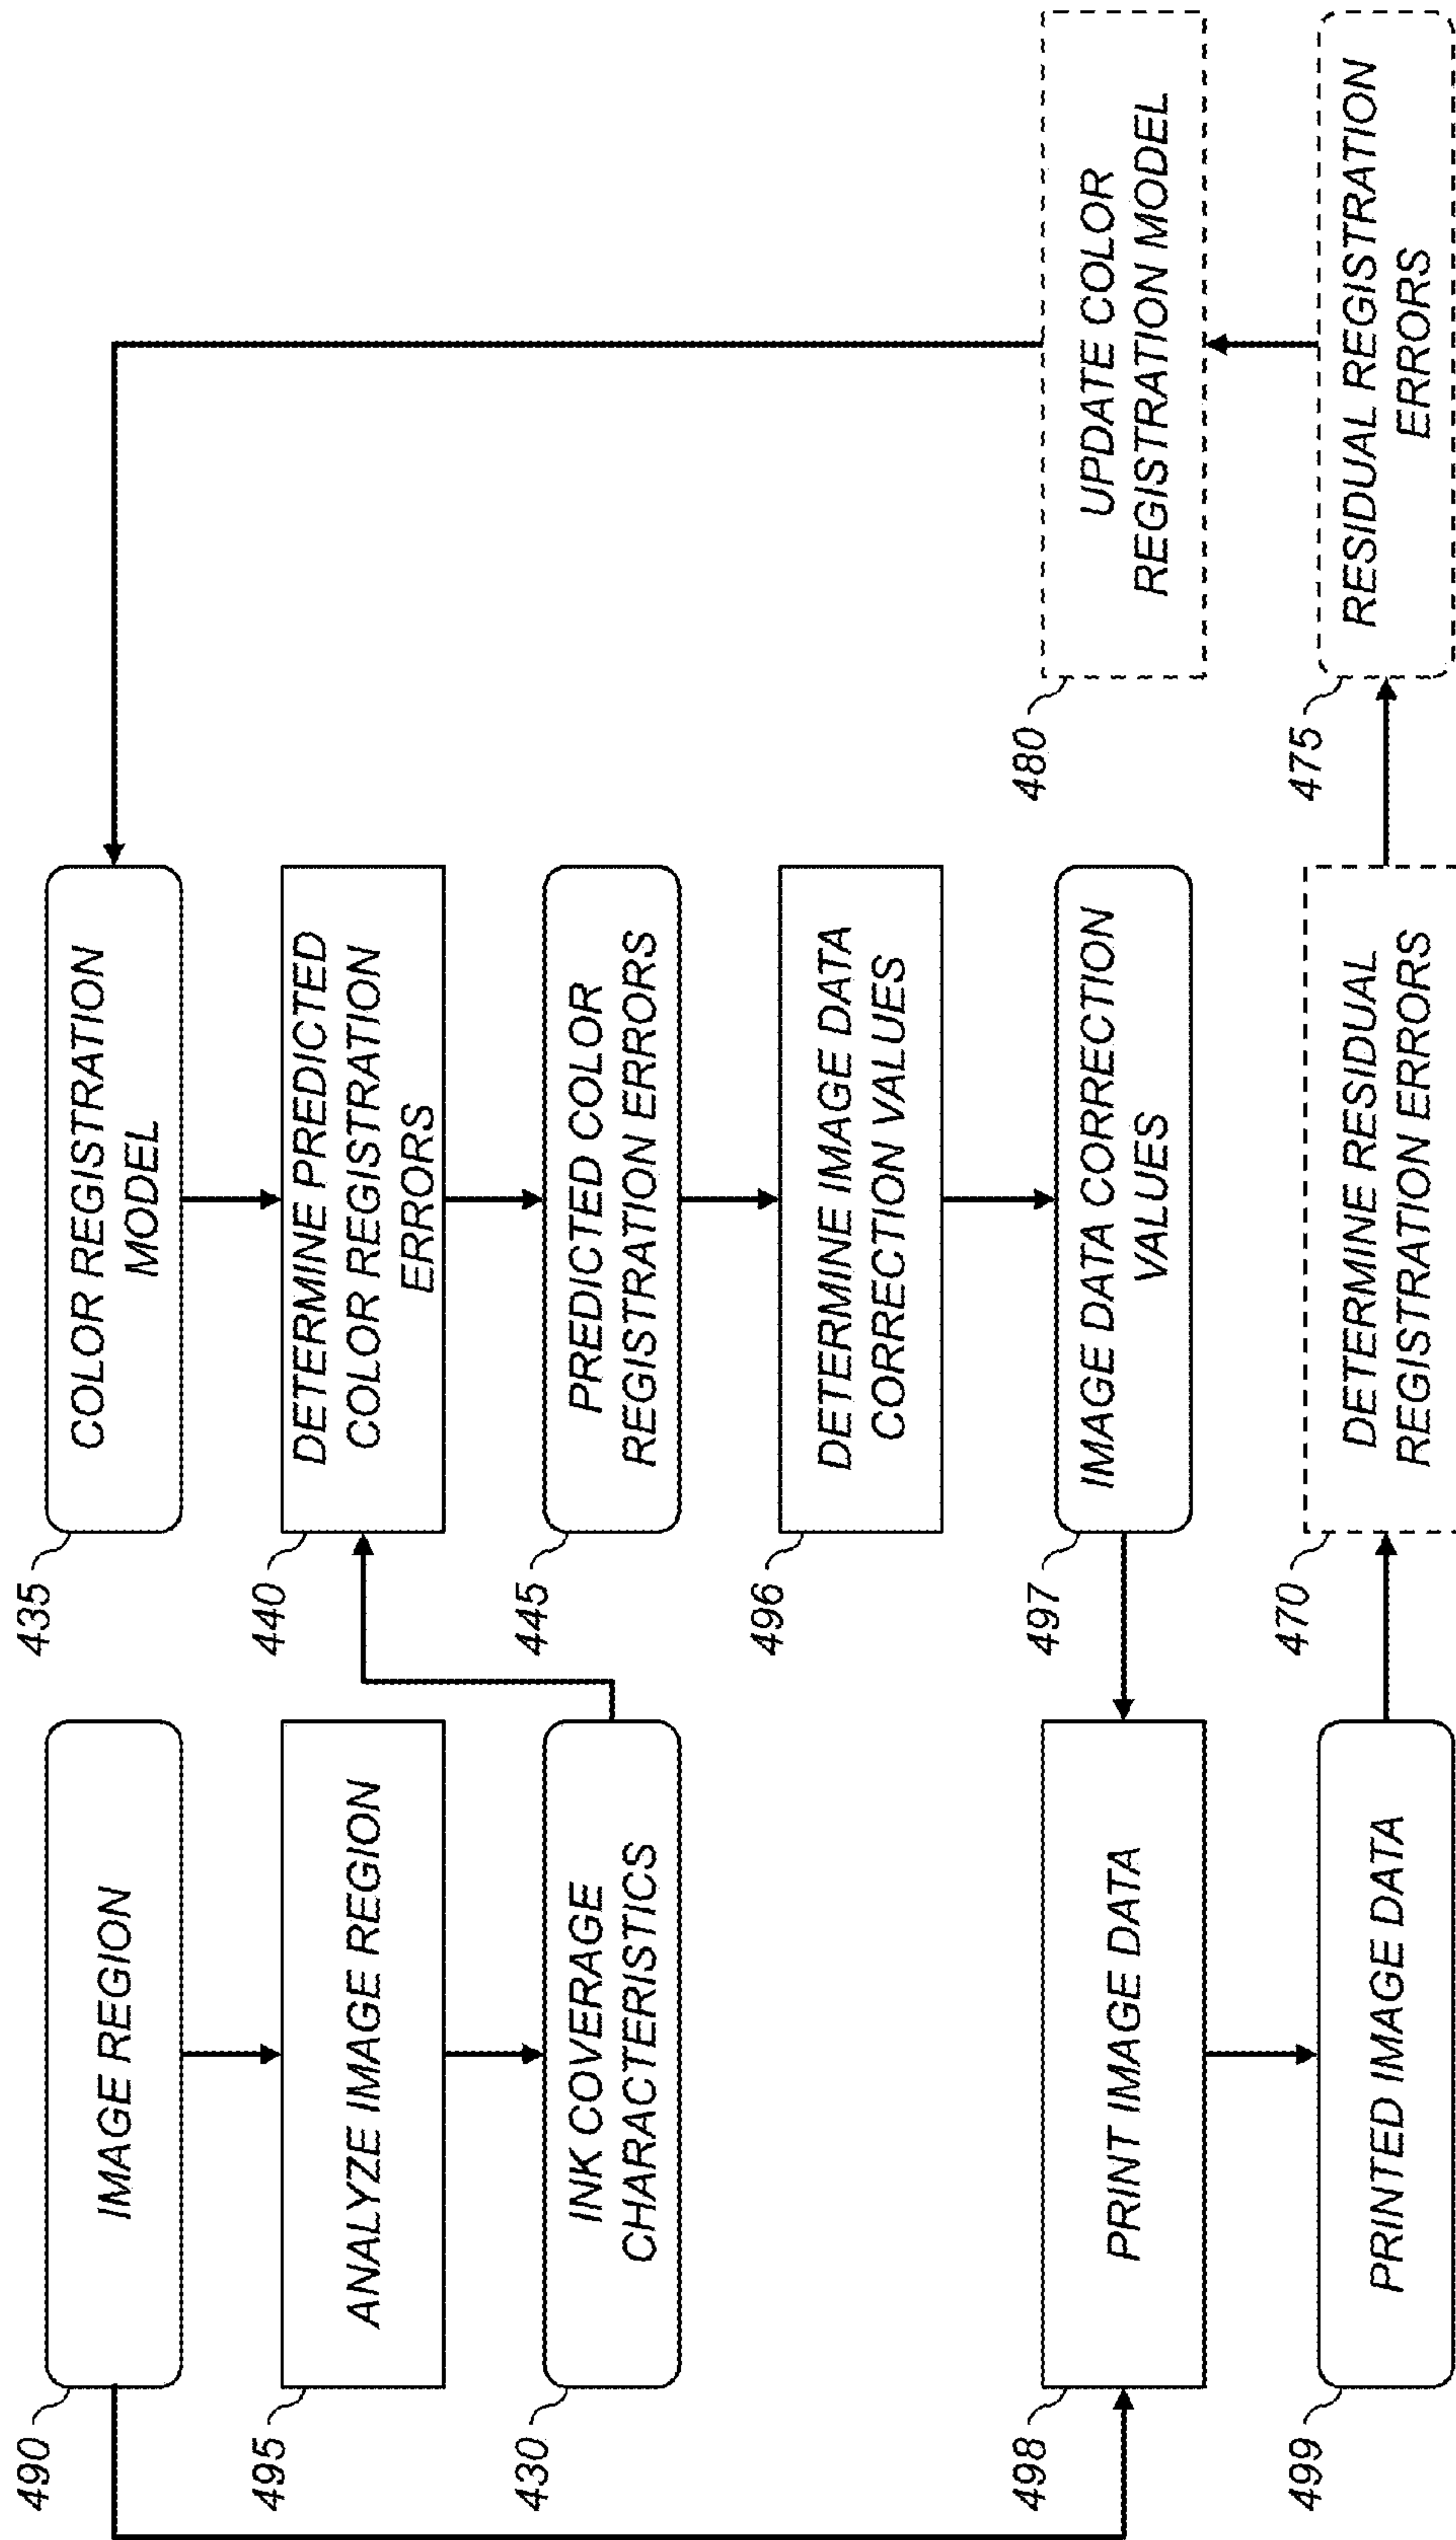 490
IMAGE REGION
495
ANALYZE IMAGE REGION
430
INK COVERAGE
CHARACTERISTICS
435
COLOR REGISTRATION
MODEL
440
DETERMINE PREDICTED
COLOR REGISTRATION
ERRORS
445
PREDICTED COLOR
REGISTRATION ERRORS
496
DETERMINE IMAGE DATA
CORRECTION VALUES
497
IMAGE DATA CORRECTION
VALUES
498
PRINT IMAGE DATA
499
PRINTED IMAGE DATA
470
DETERMINE RESIDUAL
REGISTRATION ERRORS
475
RESIDUAL REGISTRATION
ERRORS
480
UPDATE COLOR
REGISTRATION MODEL